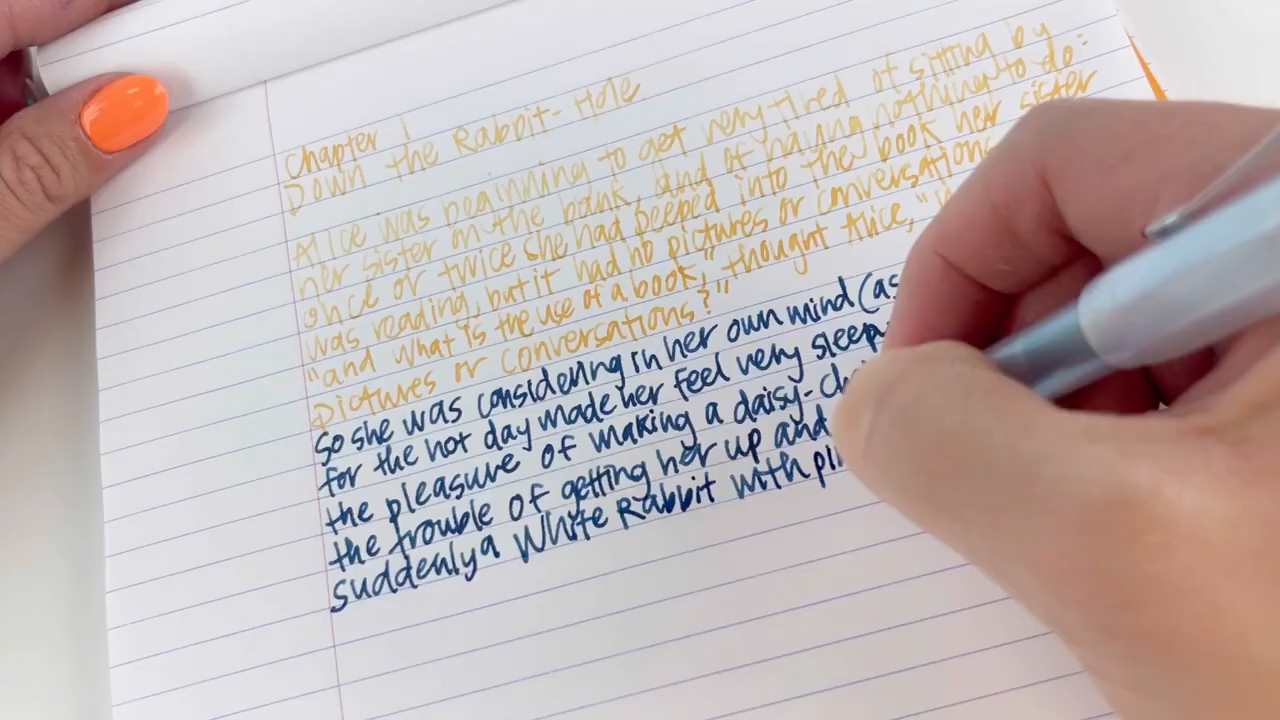 Chapter 1
Down the Rabbit-Hole
Alice was beginning to get very tired of sitting by
her sister on the bank, and of having nothing to do:
once or twice she had peeped into the book her sister
was reading, but it had no pictures or conversations
"and what is the use of a book," thought Alice, "
pictures or conversations?"
So she was considering in her own mind (as
for the hot day made her feel very sleepy
the pleasure of making a daisy-
the trouble of getting her up and
suddenly a White Rabbit with